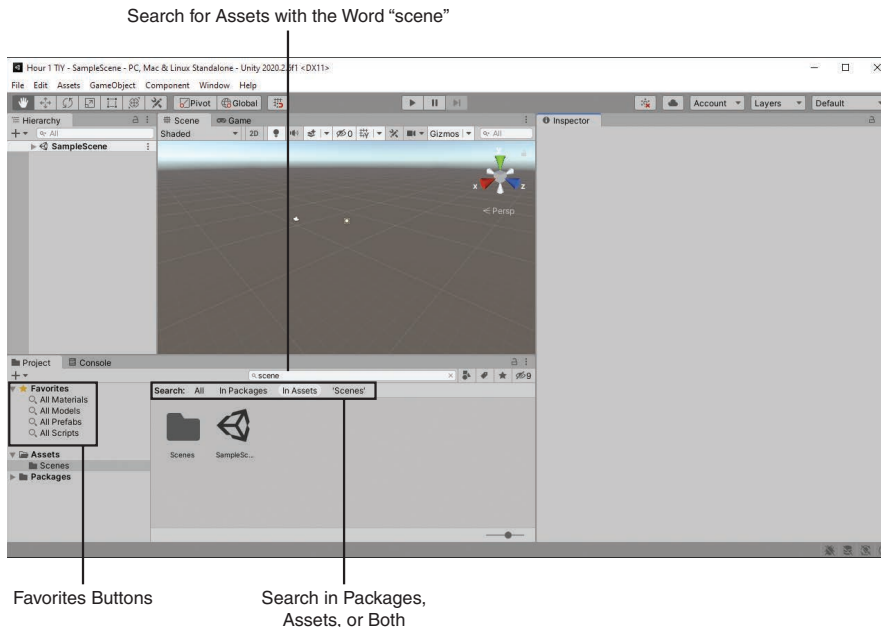 Search for Assets with the Word “scene”
Hour 1 TIY - SampleScene - PC, Mac & Linux Standalone - Unity 2020.2.6f1 <DX11>
File Edit Assets GameObject Component Window Help
Pivot Global Account Layers Default
Hierarchy Scene Game Inspector
All Shaded 2D 0 Gizmos All
SampleScene
y
x z
Persp
Project Console
scene 9
Favorites Search: All In Packages In Assets 'Scenes'
All Materials
All Models
All Prefabs
All Scripts
Assets Scenes SampleSc...
Scenes
Packages
Favorites Buttons
Search in Packages,
Assets, or Both